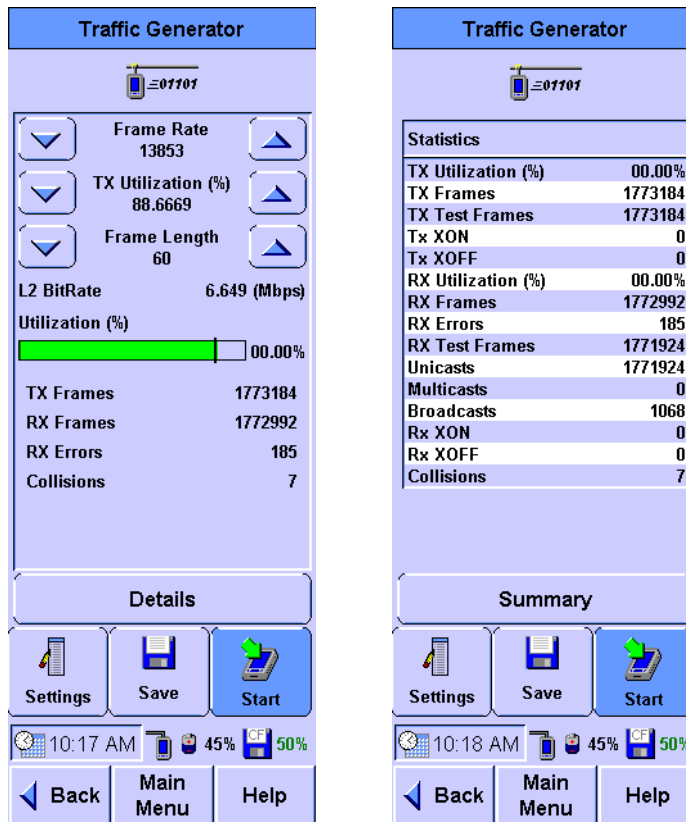 Traffic Generator
01101
Frame Rate
13853
TX Utilization (%)
88.6669
Frame Length
60
L2 BitRate 6.649 (Mbps)
Utilization (%)
00.00%
TX Frames 1773184
RX Frames 1772992
RX Errors 185
Collisions 7
Details
Settings Save Start
10:17 AM 45% CF 50%
Back Main Menu Help
Traffic Generator
01101
Statistics
TX Utilization (%) 00.00%
TX Frames 1773184
TX Test Frames 1773184
Tx XON 0
Tx XOFF 0
RX Utilization (%) 00.00%
RX Frames 1772992
RX Errors 185
RX Test Frames 1771924
Unicasts 1771924
Multicasts 0
Broadcasts 1068
Rx XON 0
Rx XOFF 0
Collisions 7
Summary
Settings Save Start
10:18 AM 45% CF 50%
Back Main Menu Help